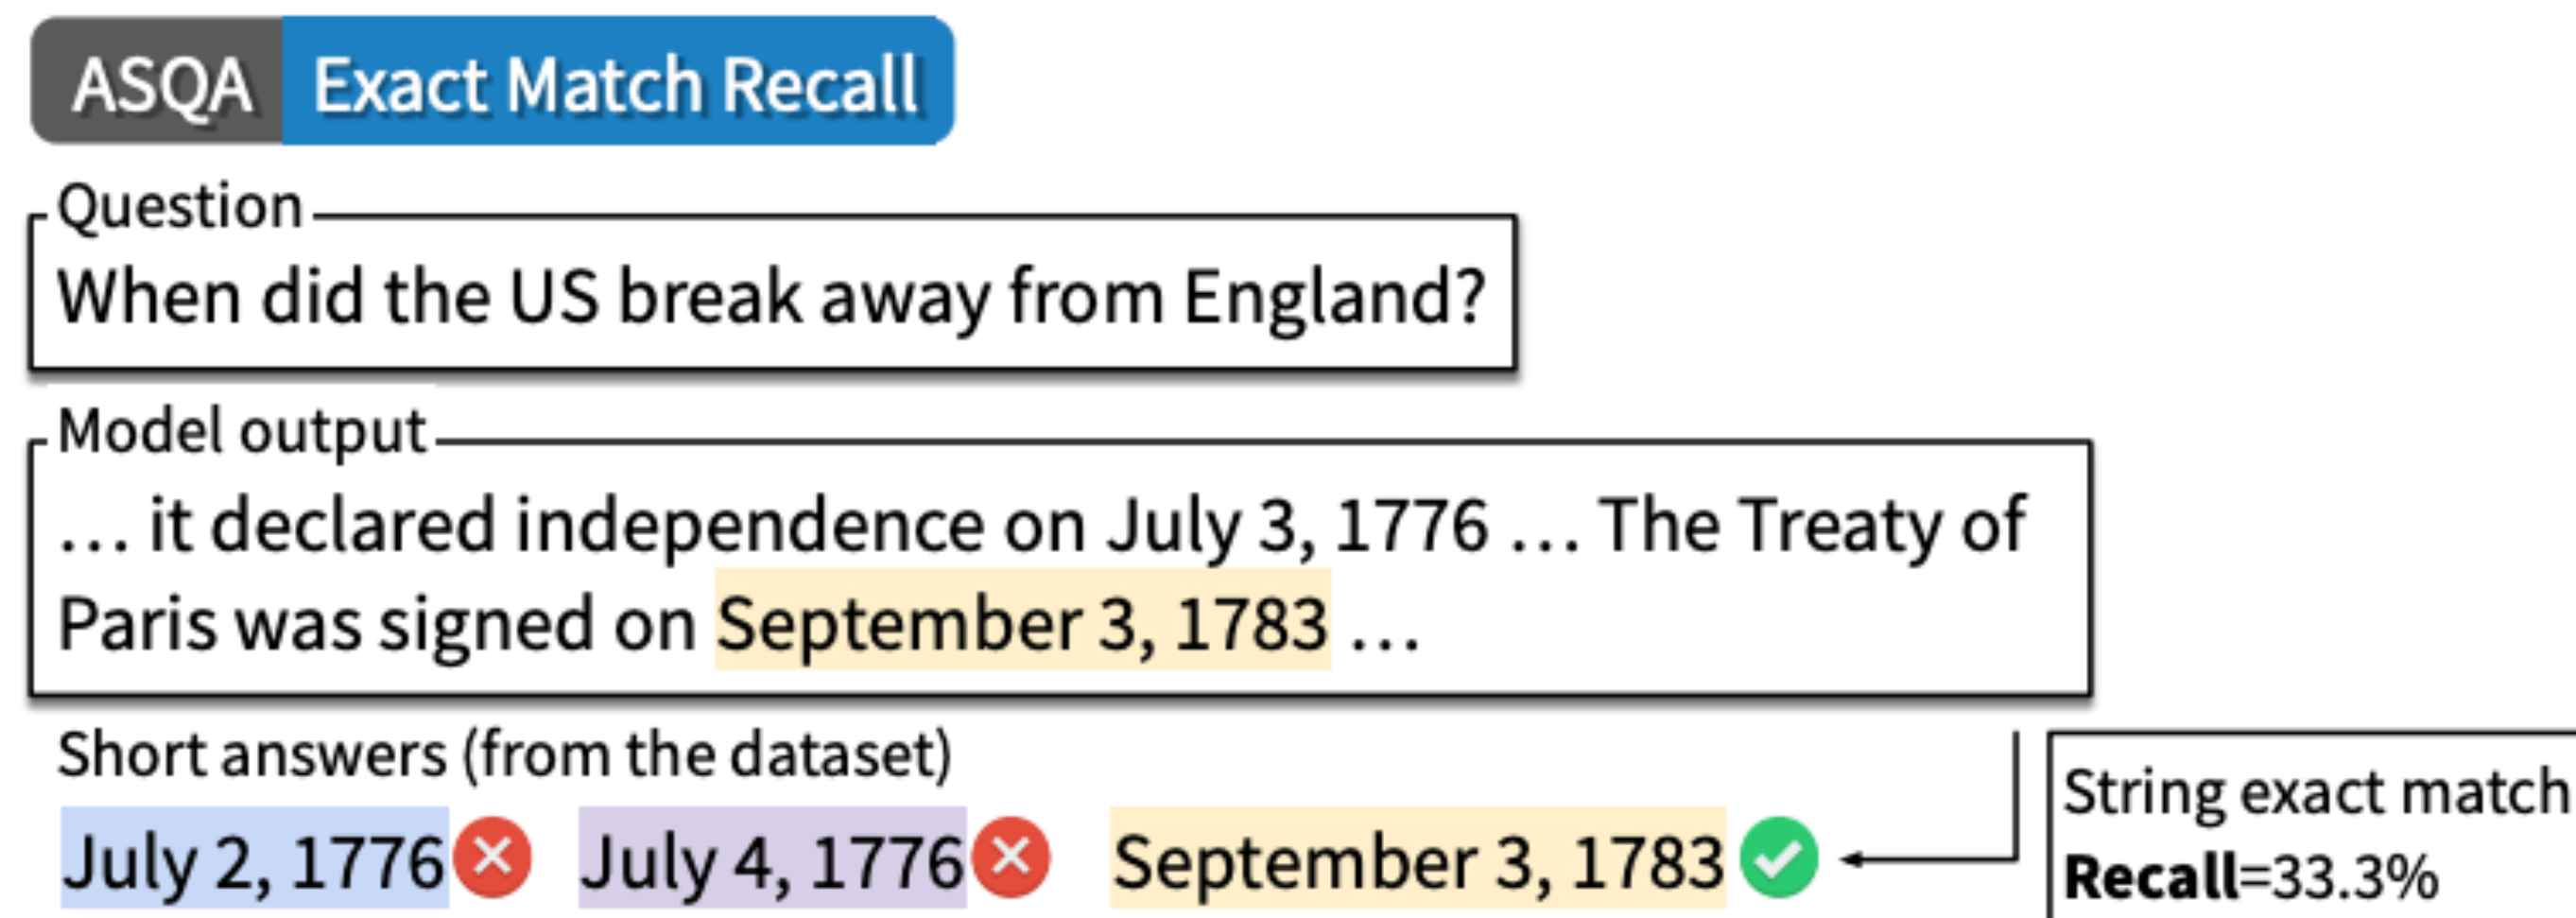 ASQA Exact Match Recall
Question
When did the US break away from England?
Model output
… it declared independence on July 3, 1776 … The Treaty of
Paris was signed on September 3, 1783 …
Short answers (from the dataset)
July 2, 1776 July 4, 1776 September 3, 1783
String exact match
Recall=33.3%